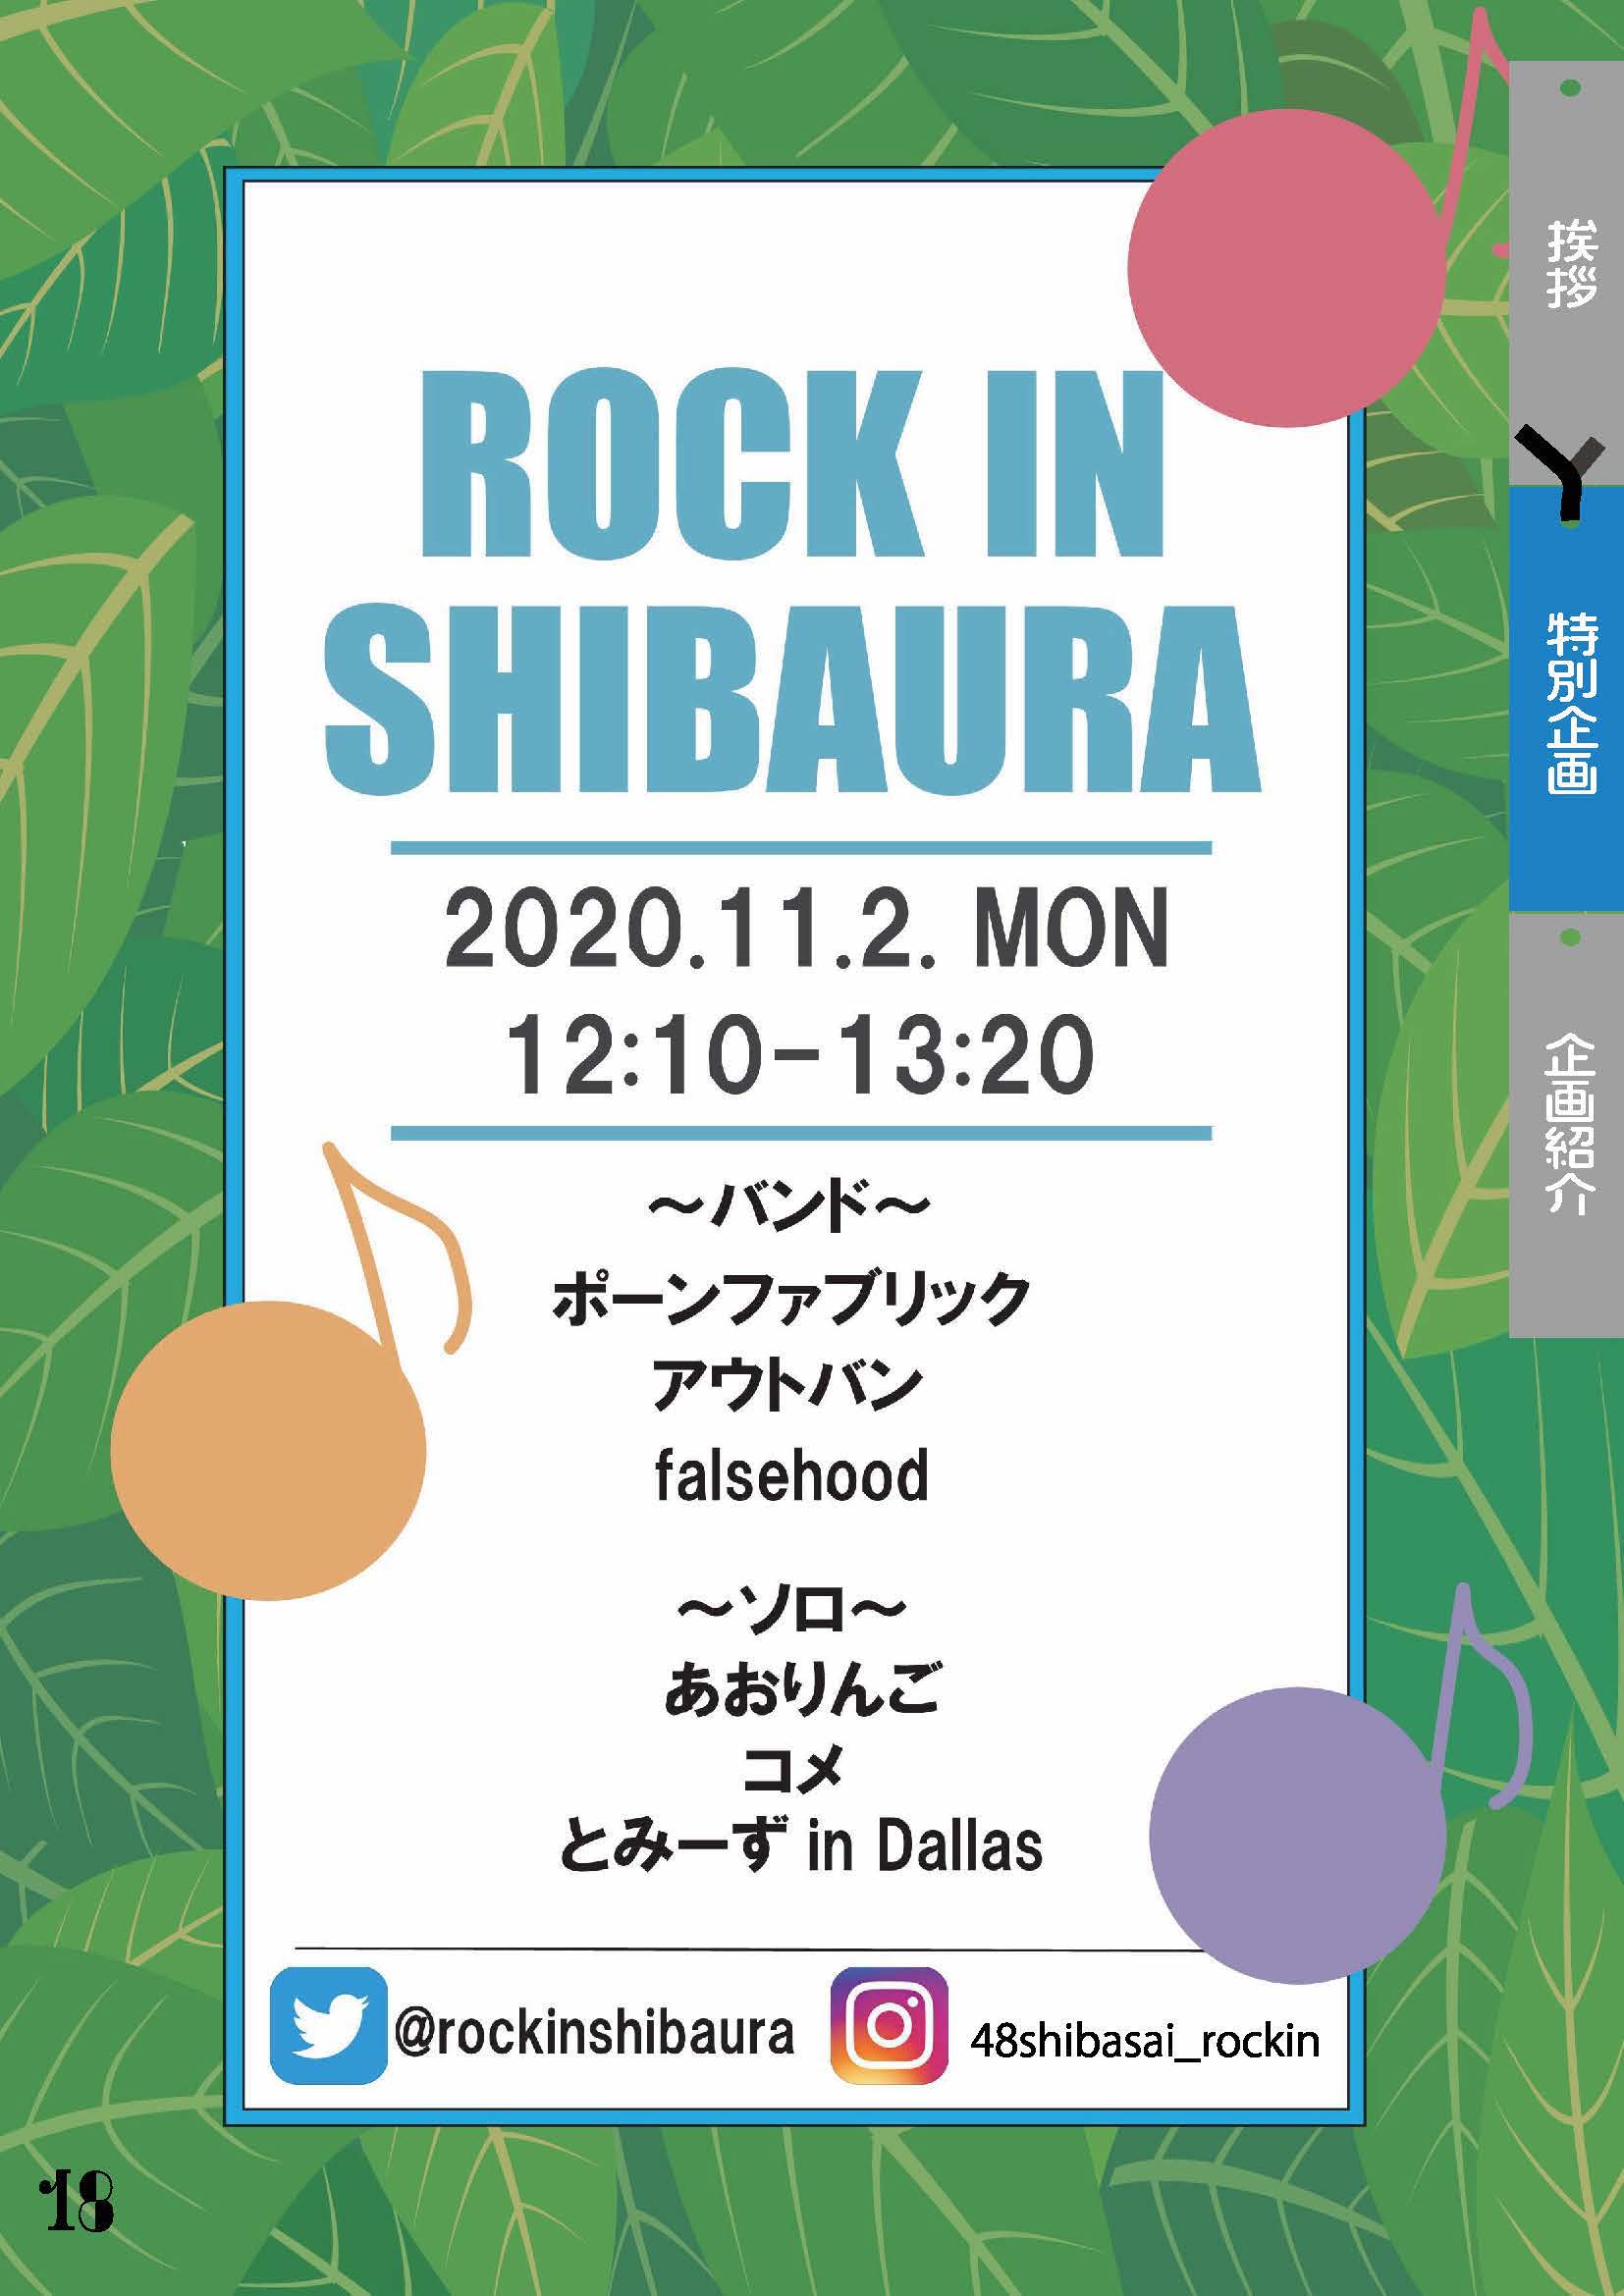 ROCK IN
SHIBAURA
2020.11.2. MON
12:10-13:20
～バンド～
ポーンファブリック
アウトバン
falsehood
～ソロ～
あおりんご
コメ
とみーず in Dallas
@rockinshibaura
48shibasai_rockin
挨拶
特別企画
企画紹介
18